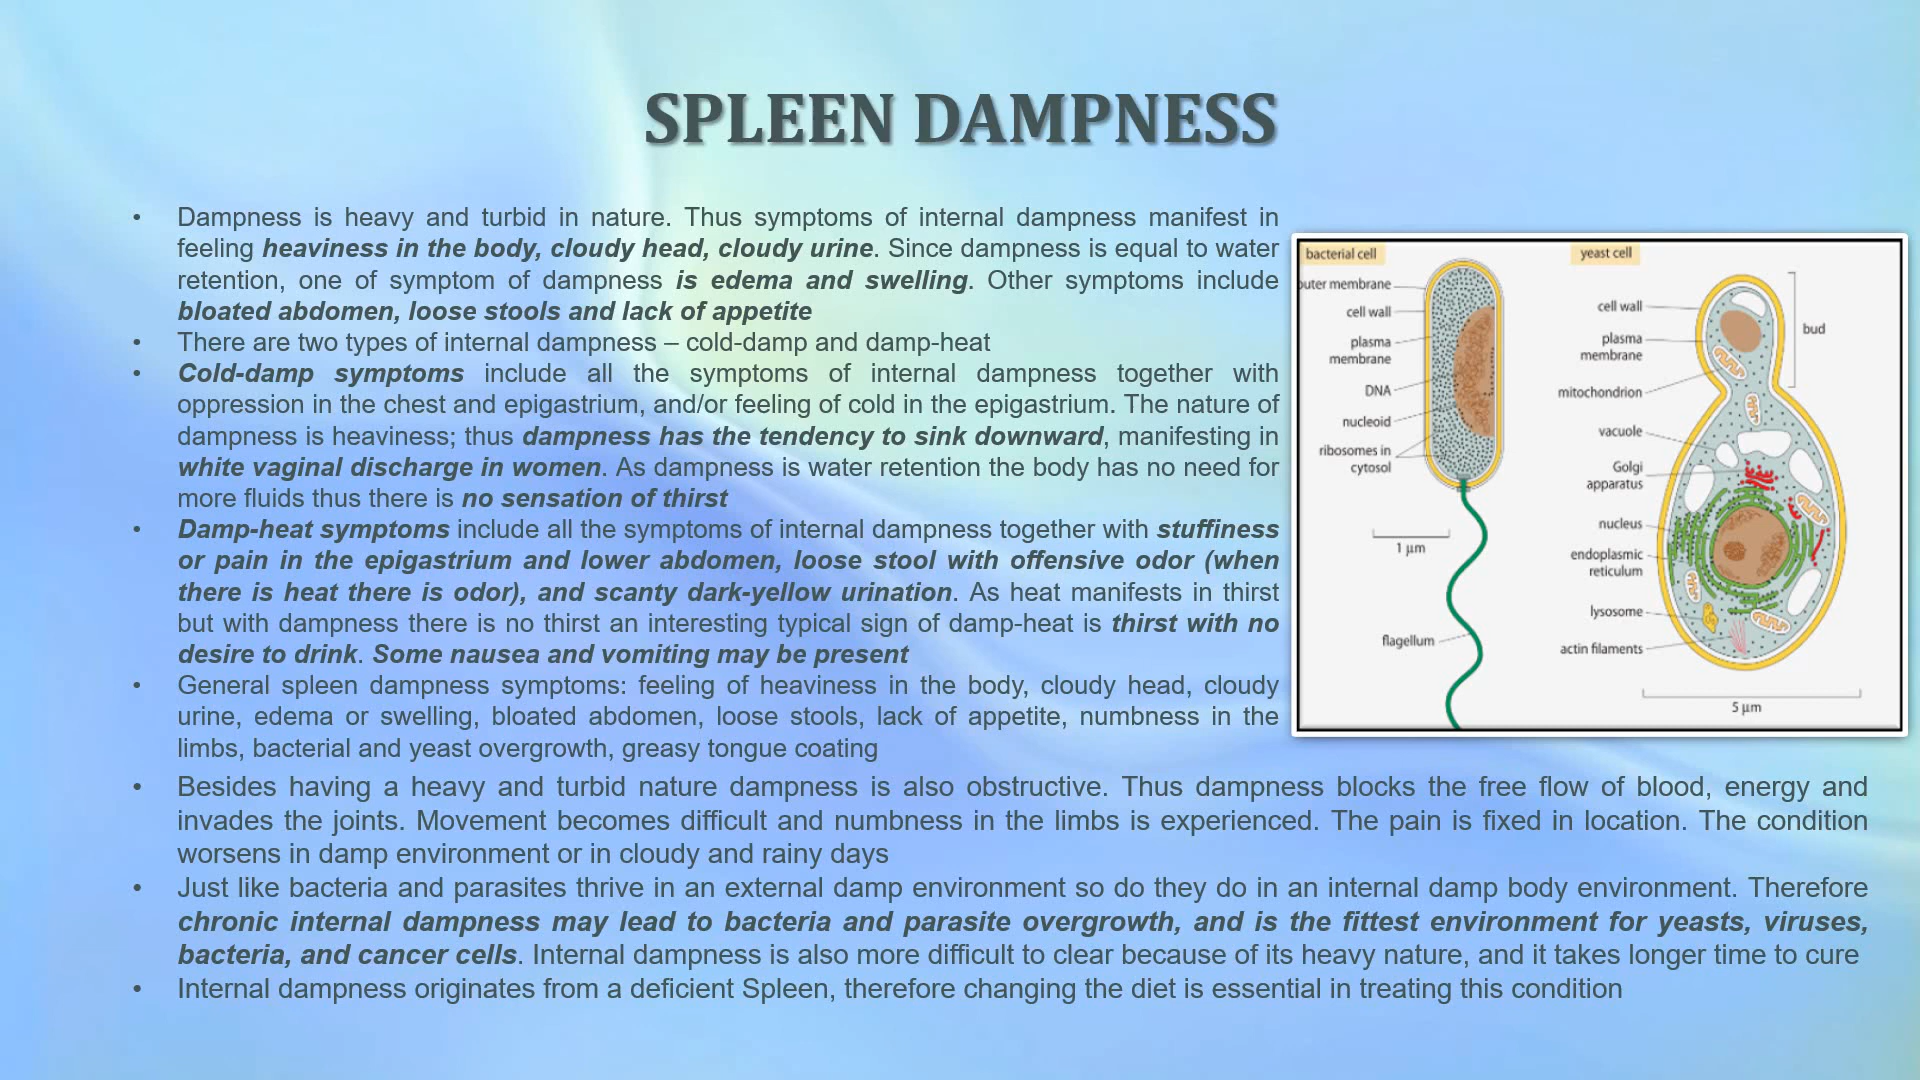 SPLEEN DAMPNESS
• Dampness is heavy and turbid in nature. Thus symptoms of internal dampness manifest in
feeling heaviness in the body, cloudy head, cloudy urine. Since dampness is equal to water
retention, one of symptom of dampness is edema and swelling. Other symptoms include
bloated abdomen, loose stools and lack of appetite
• There are two types of internal dampness – cold-damp and damp-heat
• Cold-damp symptoms include all the symptoms of internal dampness together with
oppression in the chest and epigastrium, and/or feeling of cold in the epigastrium. The nature of
dampness is heaviness; thus dampness has the tendency to sink downward, manifesting in
white vaginal discharge in women. As dampness is water retention the body has no need for
more fluids thus there is no sensation of thirst
• Damp-heat symptoms include all the symptoms of internal dampness together with stuffiness
or pain in the epigastrium and lower abdomen, loose stool with offensive odor (when
there is heat there is odor), and scanty dark-yellow urination. As heat manifests in thirst
but with dampness there is no thirst an interesting typical sign of damp-heat is thirst with no
desire to drink. Some nausea and vomiting may be present
• General spleen dampness symptoms: feeling of heaviness in the body, cloudy head, cloudy
urine, edema or swelling, bloated abdomen, loose stools, lack of appetite, numbness in the
limbs, bacterial and yeast overgrowth, greasy tongue coating
• Besides having a heavy and turbid nature dampness is also obstructive. Thus dampness blocks the free flow of blood, energy and
invades the joints. Movement becomes difficult and numbness in the limbs is experienced. The pain is fixed in location. The condition
worsens in damp environment or in cloudy and rainy days
• Just like bacteria and parasites thrive in an external damp environment so do they do in an internal damp body environment. Therefore
chronic internal dampness may lead to bacteria and parasite overgrowth, and is the fittest environment for yeasts, viruses,
bacteria, and cancer cells. Internal dampness is also more difficult to clear because of its heavy nature, and it takes longer time to cure
• Internal dampness originates from a deficient Spleen, therefore changing the diet is essential in treating this condition
bacterial cell
outer membrane
cell wall
plasma
membrane
DNA
nucleoid
ribosomes in
cytosol
1 µm
flagellum
yeast cell
cell wall
plasma
membrane
mitochondrion
bud
vacuole
Golgi
apparatus
nucleus
endoplasmic
reticulum
lysosome
actin filaments
5 µm